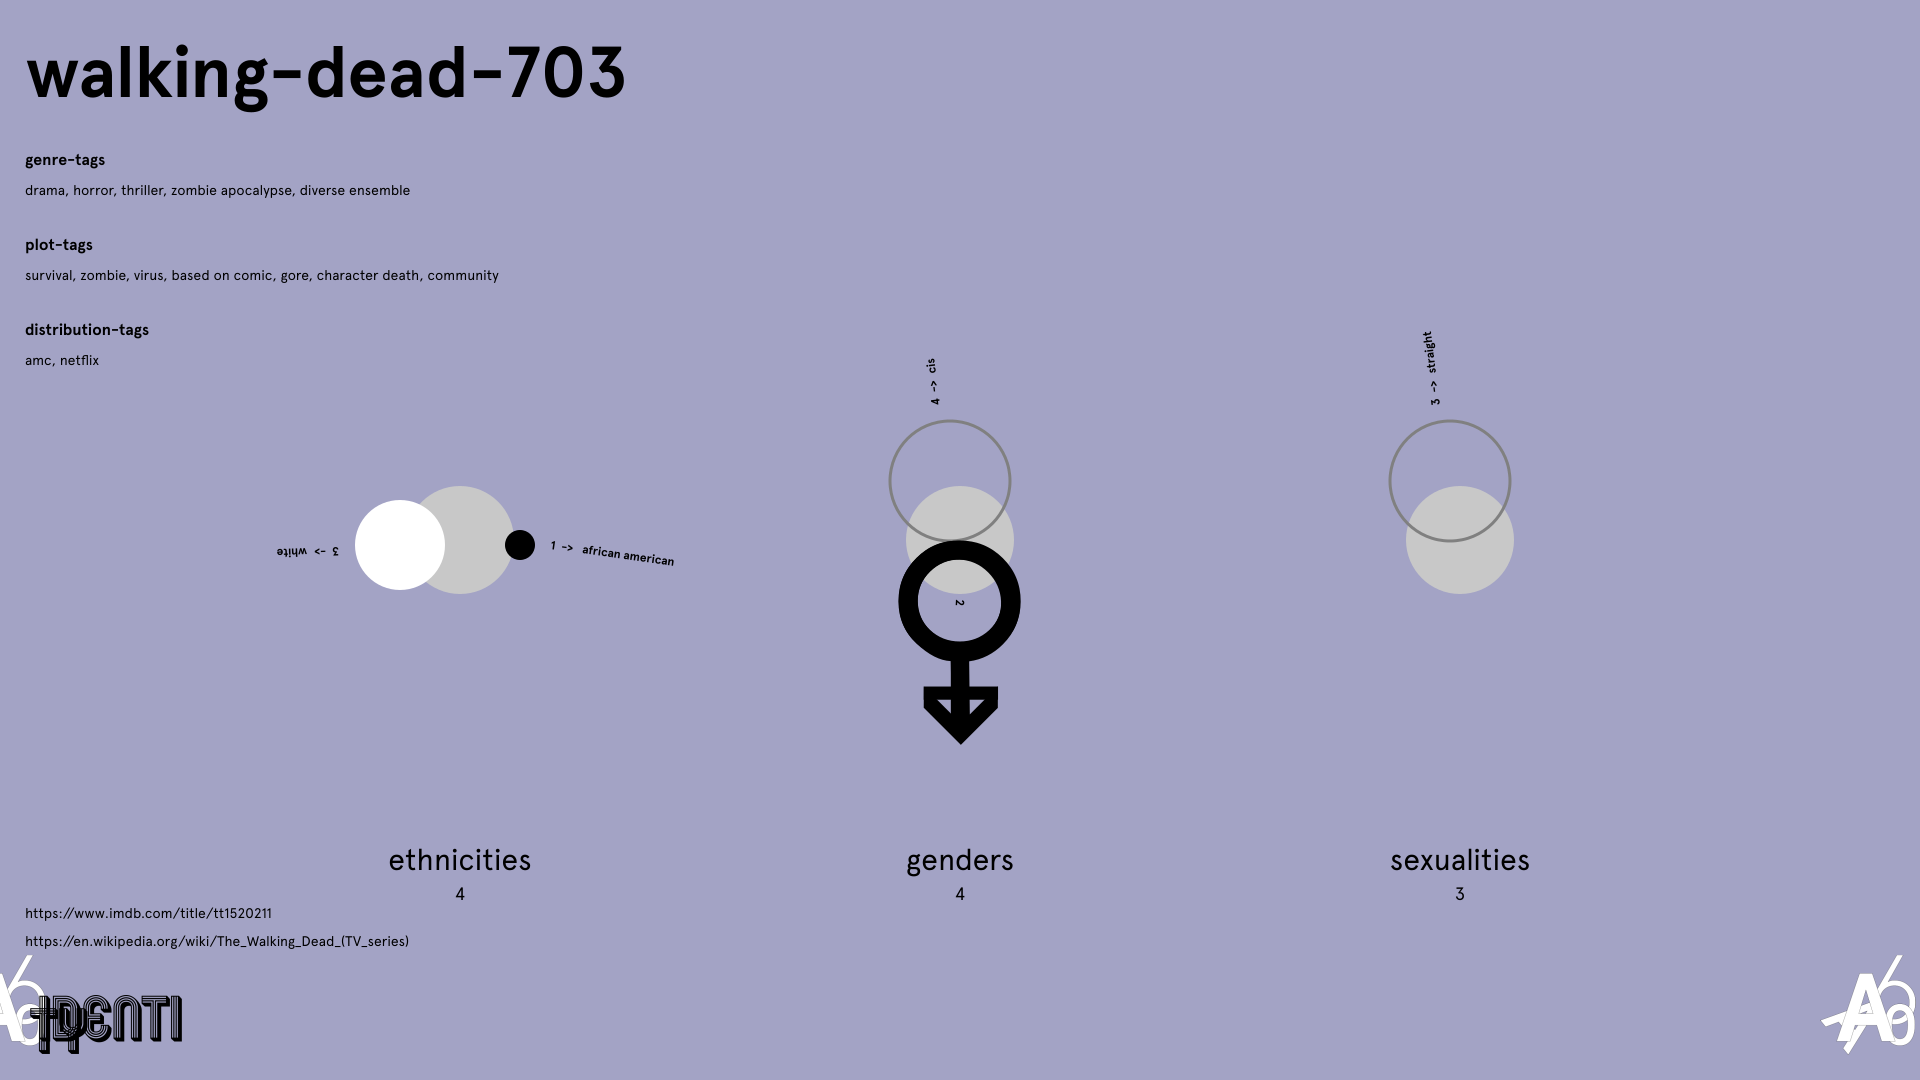 walking-dead-703
genre-tags
drama, horror, thriller, zombie apocalypse, diverse ensemble
plot-tags
survival, zombie, virus, based on comic, gore, character death, community
distribution-tags
amc, netflix
4 -> cis
3 -> straight
3 -> white
1 -> african american
2
ethnicities
4
genders
4
sexualities
3
https://www.imdb.com/title/tt1520211
https://en.wikipedia.org/wiki/The_Walking_Dead_(TV_series)
IDENTI